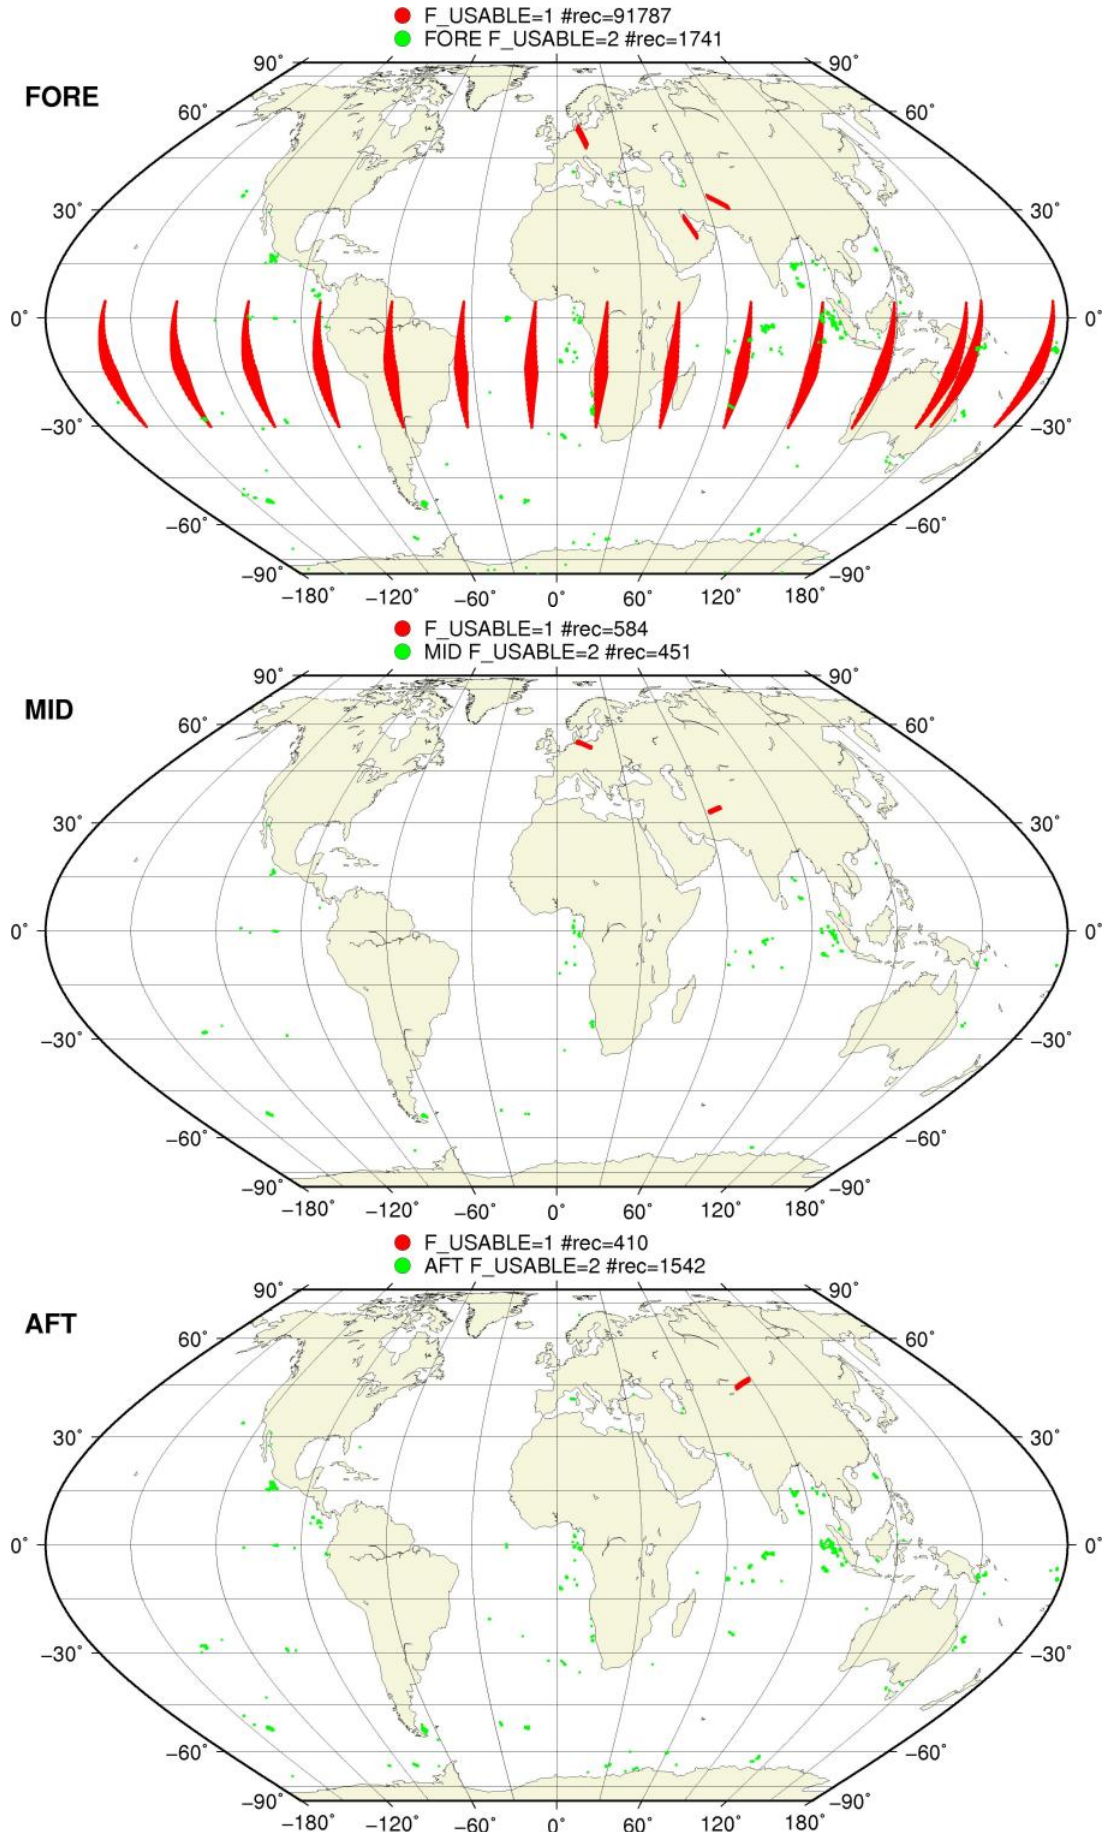 F_USABLE=1 #rec=91787
FORE F_USABLE=2 #rec=1741
FORE
90° 90°
60° 60°
30° 30°
0° 0°
−30° −30°
−60° −60°
−90° −90°
−180° −120° −60° 0° 60° 120° 180°
F_USABLE=1 #rec=584
MID F_USABLE=2 #rec=451
MID
90° 90°
60° 60°
30° 30°
0° 0°
−30° −30°
−60° −60°
−90° −90°
−180° −120° −60° 0° 60° 120° 180°
F_USABLE=1 #rec=410
AFT F_USABLE=2 #rec=1542
AFT
90° 90°
60° 60°
30° 30°
0° 0°
−30° −30°
−60° −60°
−90° −90°
−180° −120° −60° 0° 60° 120° 180°